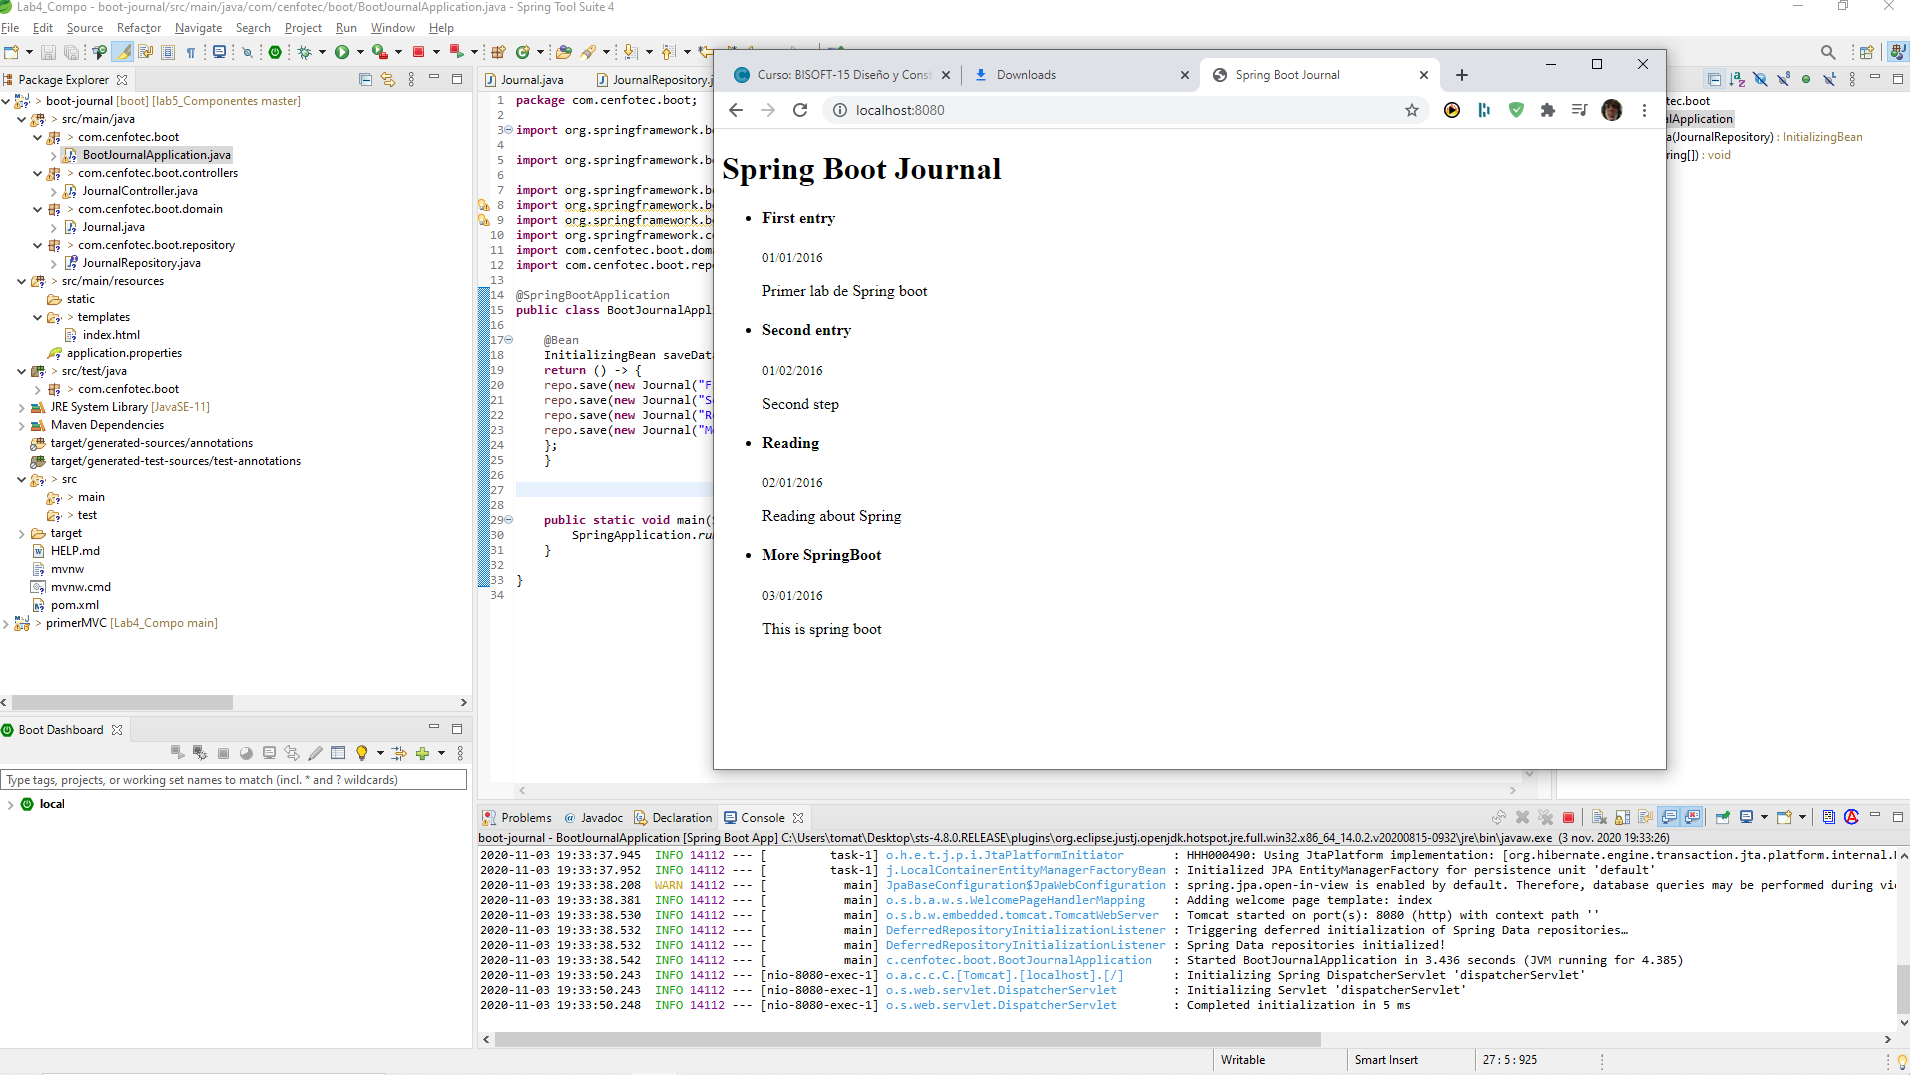 Lab4_Compo - boot-journal/src/main/java/com/cenfotec/boot/BootJournalApplication.java - Spring Tool Suite 4
File Edit Source Refactor Navigate Search Project Run Window Help
Package Explorer
boot-journal [boot] [lab5_Componentes master]
src/main/java
com.cenfotec.boot
BootJournalApplication.java
com.cenfotec.boot.controllers
JournalController.java
com.cenfotec.boot.domain
Journal.java
com.cenfotec.boot.repository
JournalRepository.java
src/main/resources
static
templates
index.html
application.properties
src/test/java
com.cenfotec.boot
JRE System Library [JavaSE-11]
Maven Dependencies
target/generated-sources/annotations
target/generated-test-sources/test-annotations
src
main
test
target
HELP.md
mvnw
mvnw.cmd
pom.xml
primerMVC [Lab4_Compo main]
Boot Dashboard
Type tags, projects, or working set names to match (incl. * and ? wildcards)
local
Journal.java JournalRepository.j
1 package com.cenfotec.boot;
2
3 import org.springframework.b
4
5 import org.springframework.b
6
7 import org.springframework.b
8 import org.springframework.b
9 import org.springframework.b
10 import org.springframework.c
11 import com.cenfotec.boot.dom
12 import com.cenfotec.boot.rep
13
14 @SpringBootApplication
15 public class BootJournalAppl
16
17 @Bean
18 InitializingBean saveDat
19 return () -> {
20 repo.save(new Journal("F
21 repo.save(new Journal("S
22 repo.save(new Journal("R
23 repo.save(new Journal("M
24 };
25 }
26
27
28
29 public static void main(
30 SpringApplication.ru
31 }
32
33 }
34
Curso: BISOFT-15 Diseño y Const
Downloads
Spring Boot Journal
localhost:8080
Spring Boot Journal
• First entry
01/01/2016
Primer lab de Spring boot
• Second entry
01/02/2016
Second step
• Reading
02/01/2016
Reading about Spring
• More SpringBoot
03/01/2016
This is spring boot
tec.boot
alApplication
a(JournalRepository) : InitializingBean
ring[]) : void
Problems @ Javadoc Declaration Console
boot-journal - BootJournalApplication [Spring Boot App] C:\Users\tomat\Desktop\sts-4.8.0.RELEASE\plugins\org.eclipse.justj.openjdk.hotspot.jre.full.win32.x86_64_14.0.2.v20200815-0932\jre\bin\javaw.exe (3 nov. 2020 19:33:26)
2020-11-03 19:33:37.945 INFO 14112 --- [ task-1] o.h.e.t.j.p.i.JtaPlatformInitiator : HHH000490: Using JtaPlatform implementation: [org.hibernate.engine.transaction.jta.platform.internal.
2020-11-03 19:33:37.952 INFO 14112 --- [ task-1] j.LocalContainerEntityManagerFactoryBean : Initialized JPA EntityManagerFactory for persistence unit 'default'
2020-11-03 19:33:38.208 WARN 14112 --- [ main] JpaBaseConfiguration$JpaWebConfiguration : spring.jpa.open-in-view is enabled by default. Therefore, database queries may be performed during vi
2020-11-03 19:33:38.381 INFO 14112 --- [ main] o.s.b.a.w.s.WelcomePageHandlerMapping : Adding welcome page template: index
2020-11-03 19:33:38.530 INFO 14112 --- [ main] o.s.b.w.embedded.tomcat.TomcatWebServer : Tomcat started on port(s): 8080 (http) with context path ''
2020-11-03 19:33:38.532 INFO 14112 --- [ main] DeferredRepositoryInitializationListener : Triggering deferred initialization of Spring Data repositories…
2020-11-03 19:33:38.532 INFO 14112 --- [ main] DeferredRepositoryInitializationListener : Spring Data repositories initialized!
2020-11-03 19:33:38.542 INFO 14112 --- [ main] c.cenfotec.boot.BootJournalApplication : Started BootJournalApplication in 3.436 seconds (JVM running for 4.385)
2020-11-03 19:33:50.243 INFO 14112 --- [nio-8080-exec-1] o.a.c.c.C.[Tomcat].[localhost].[/] : Initializing Spring DispatcherServlet 'dispatcherServlet'
2020-11-03 19:33:50.243 INFO 14112 --- [nio-8080-exec-1] o.s.web.servlet.DispatcherServlet : Initializing Servlet 'dispatcherServlet'
2020-11-03 19:33:50.248 INFO 14112 --- [nio-8080-exec-1] o.s.web.servlet.DispatcherServlet : Completed initialization in 5 ms
Writable Smart Insert 27 : 5 : 925